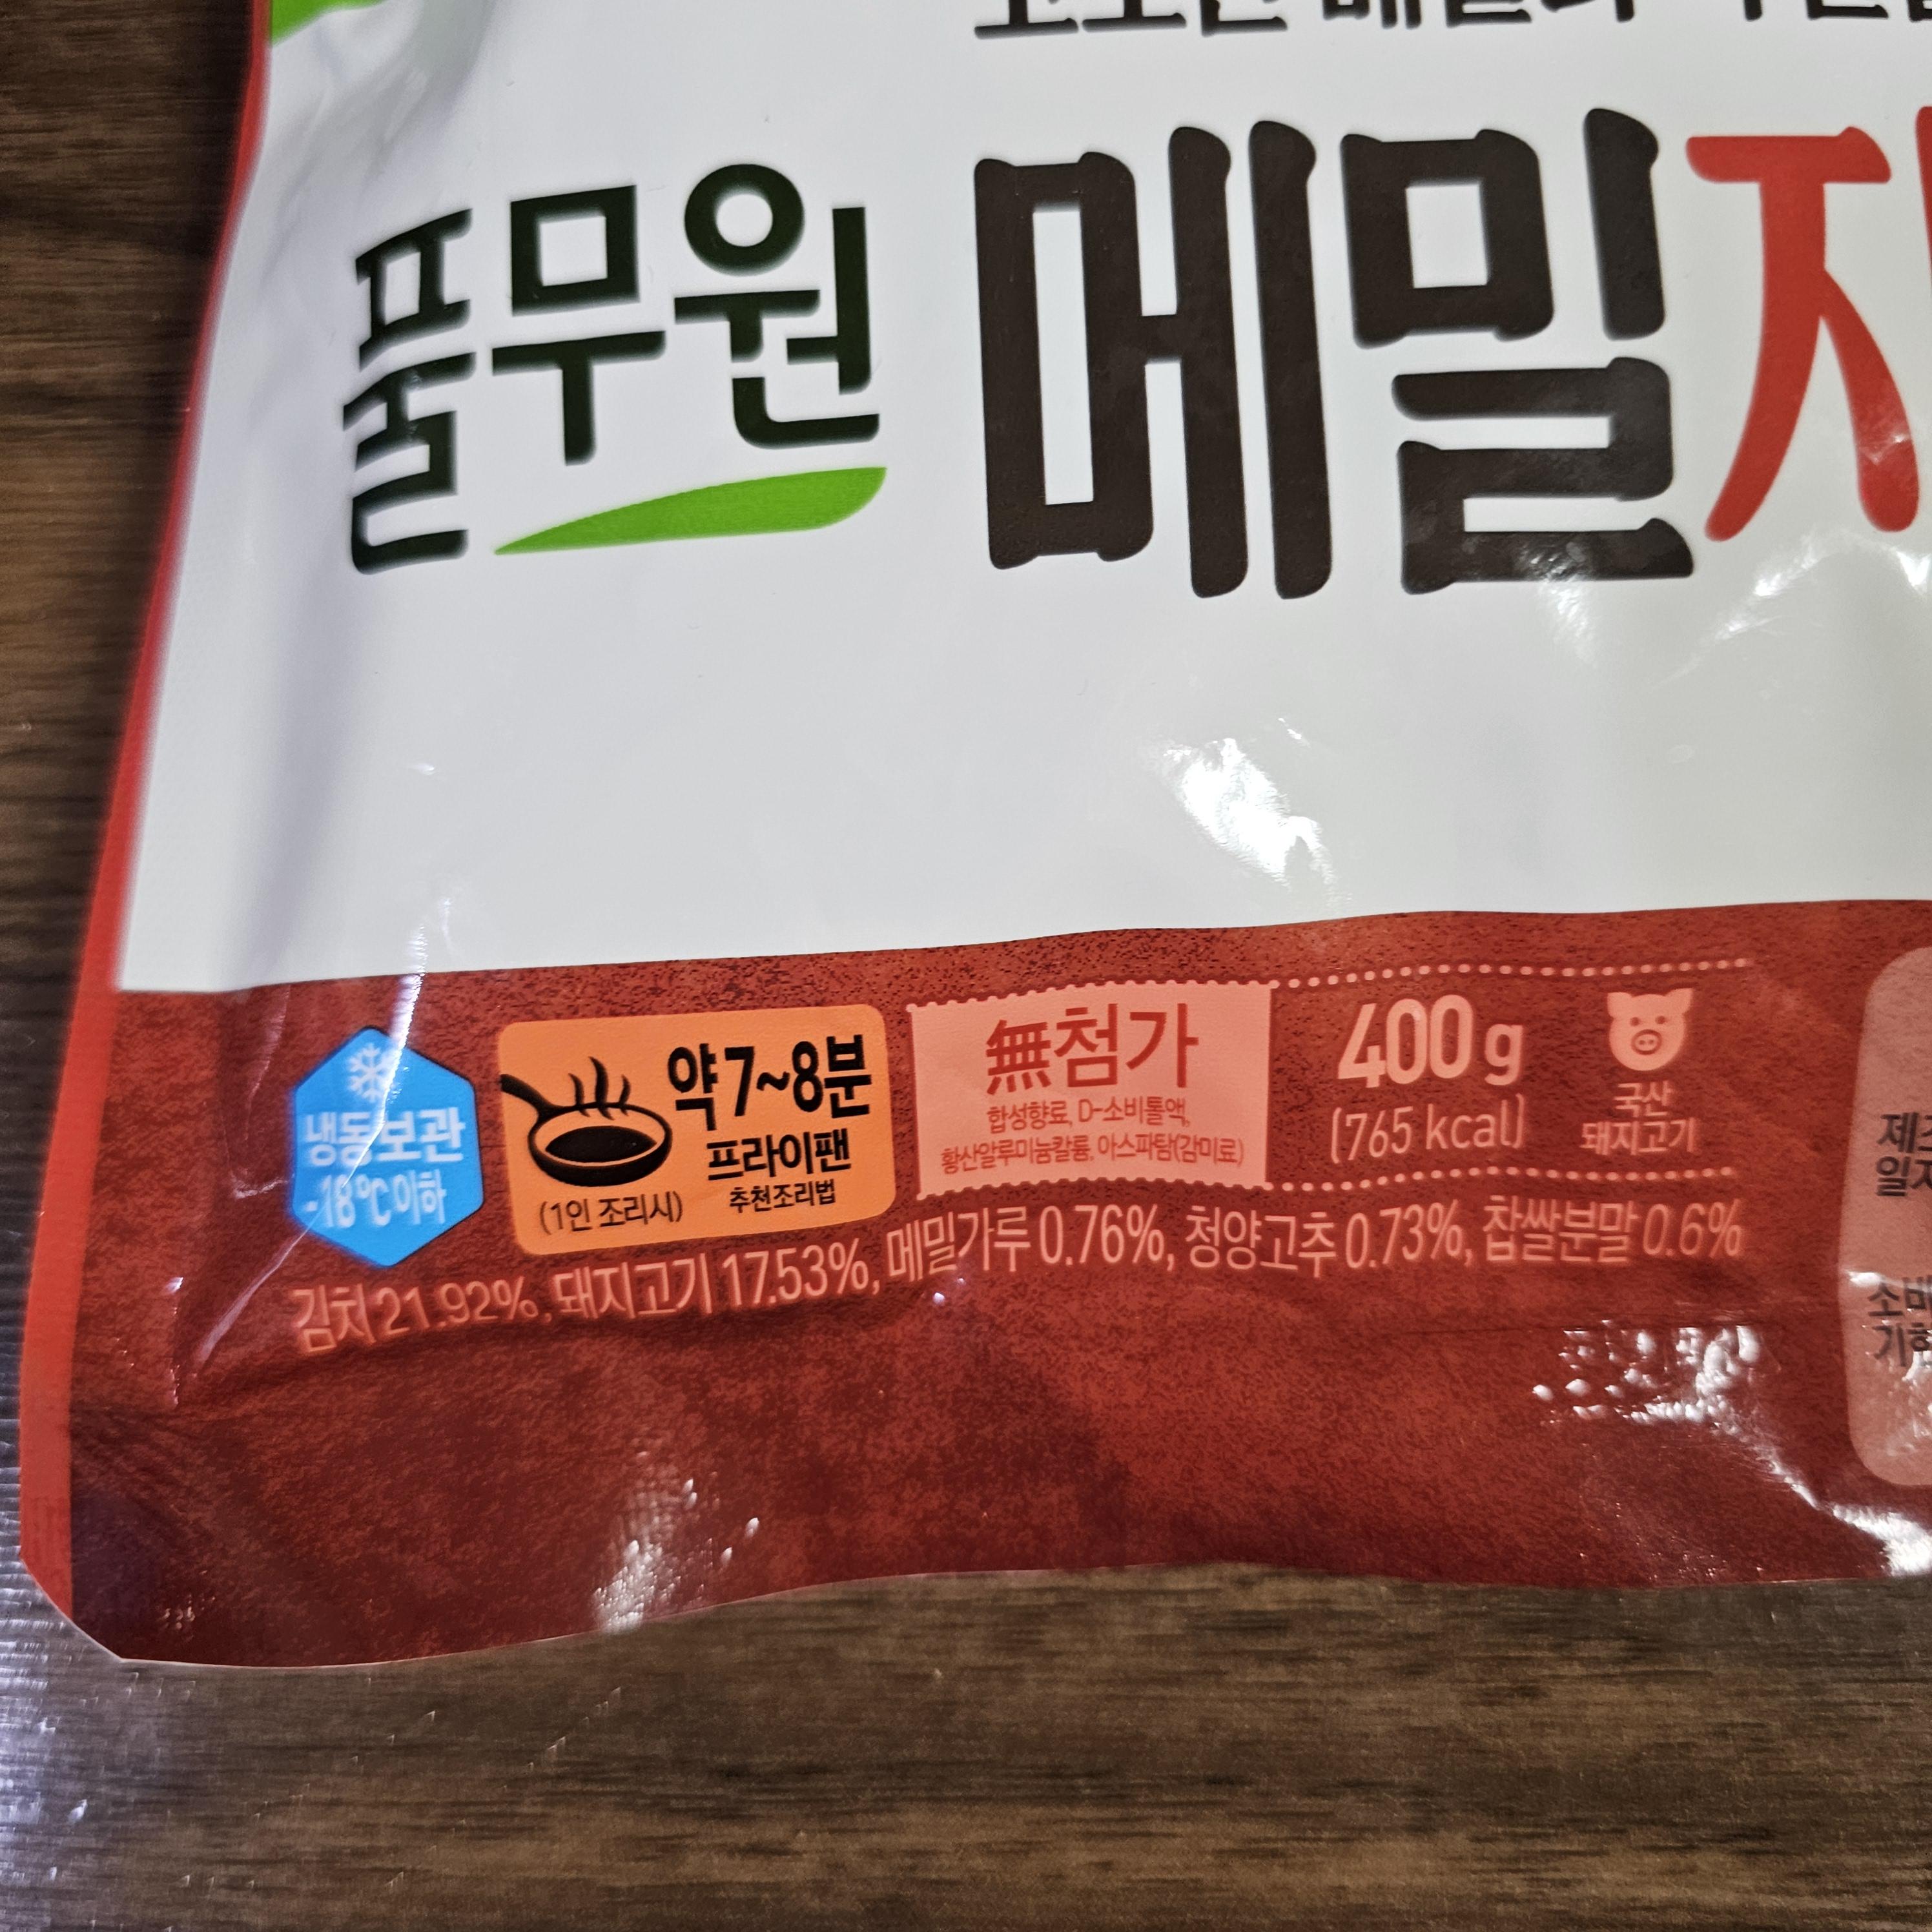 풀무원
메밀
냉동보관
-18℃이하
약 7~8분
프라이팬
(1인 조리시) 추천조리법
無첨가
합성향료, D-소비톨액,
황산알루미늄칼륨, 아스파탐(감미료)
400g
(765 kcal)
국산
돼지고기
김치 21.92%, 돼지고기 17.53%, 메밀가루 0.76%, 청양고추 0.73%, 찹쌀분말 0.6%